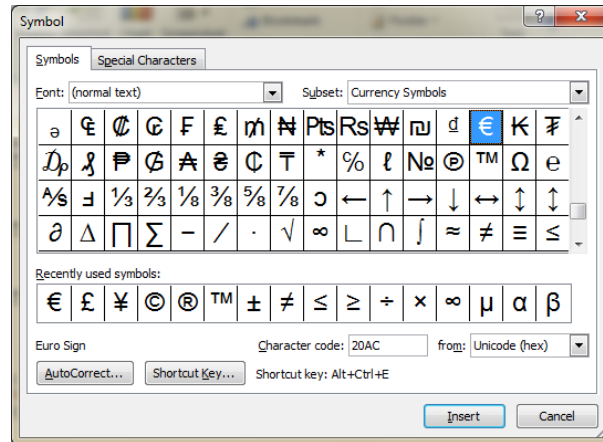 Symbol
Symbols Special Characters
Font: (normal text) Subset: Currency Symbols
ə ₠ ₡ ₢ ₣ ₤ ₥ ₦ ₧ ₨ ₩ ₪ ₫ € ₭ ₮
₯ ₰ ₱ ₲ ₳ ₴ ₵ ₸ * ℅ ℓ № ℗ ™ Ω ℮
⅍ ⅎ ⅓ ⅔ ⅛ ⅜ ⅝ ⅞ ↄ ← ↑ → ↓ ↔ ↕ ↨
∂ ∆ ∏ ∑ − ∕ ∙ √ ∞ ∟ ∩ ∫ ≈ ≠ ≡ ≤
Recently used symbols:
€ £ ¥ © ® ™ ± ≠ ≤ ≥ ÷ × ∞ µ α β
Euro Sign Character code: 20AC from: Unicode (hex)
AutoCorrect... Shortcut Key... Shortcut key: Alt+Ctrl+E
Insert Cancel